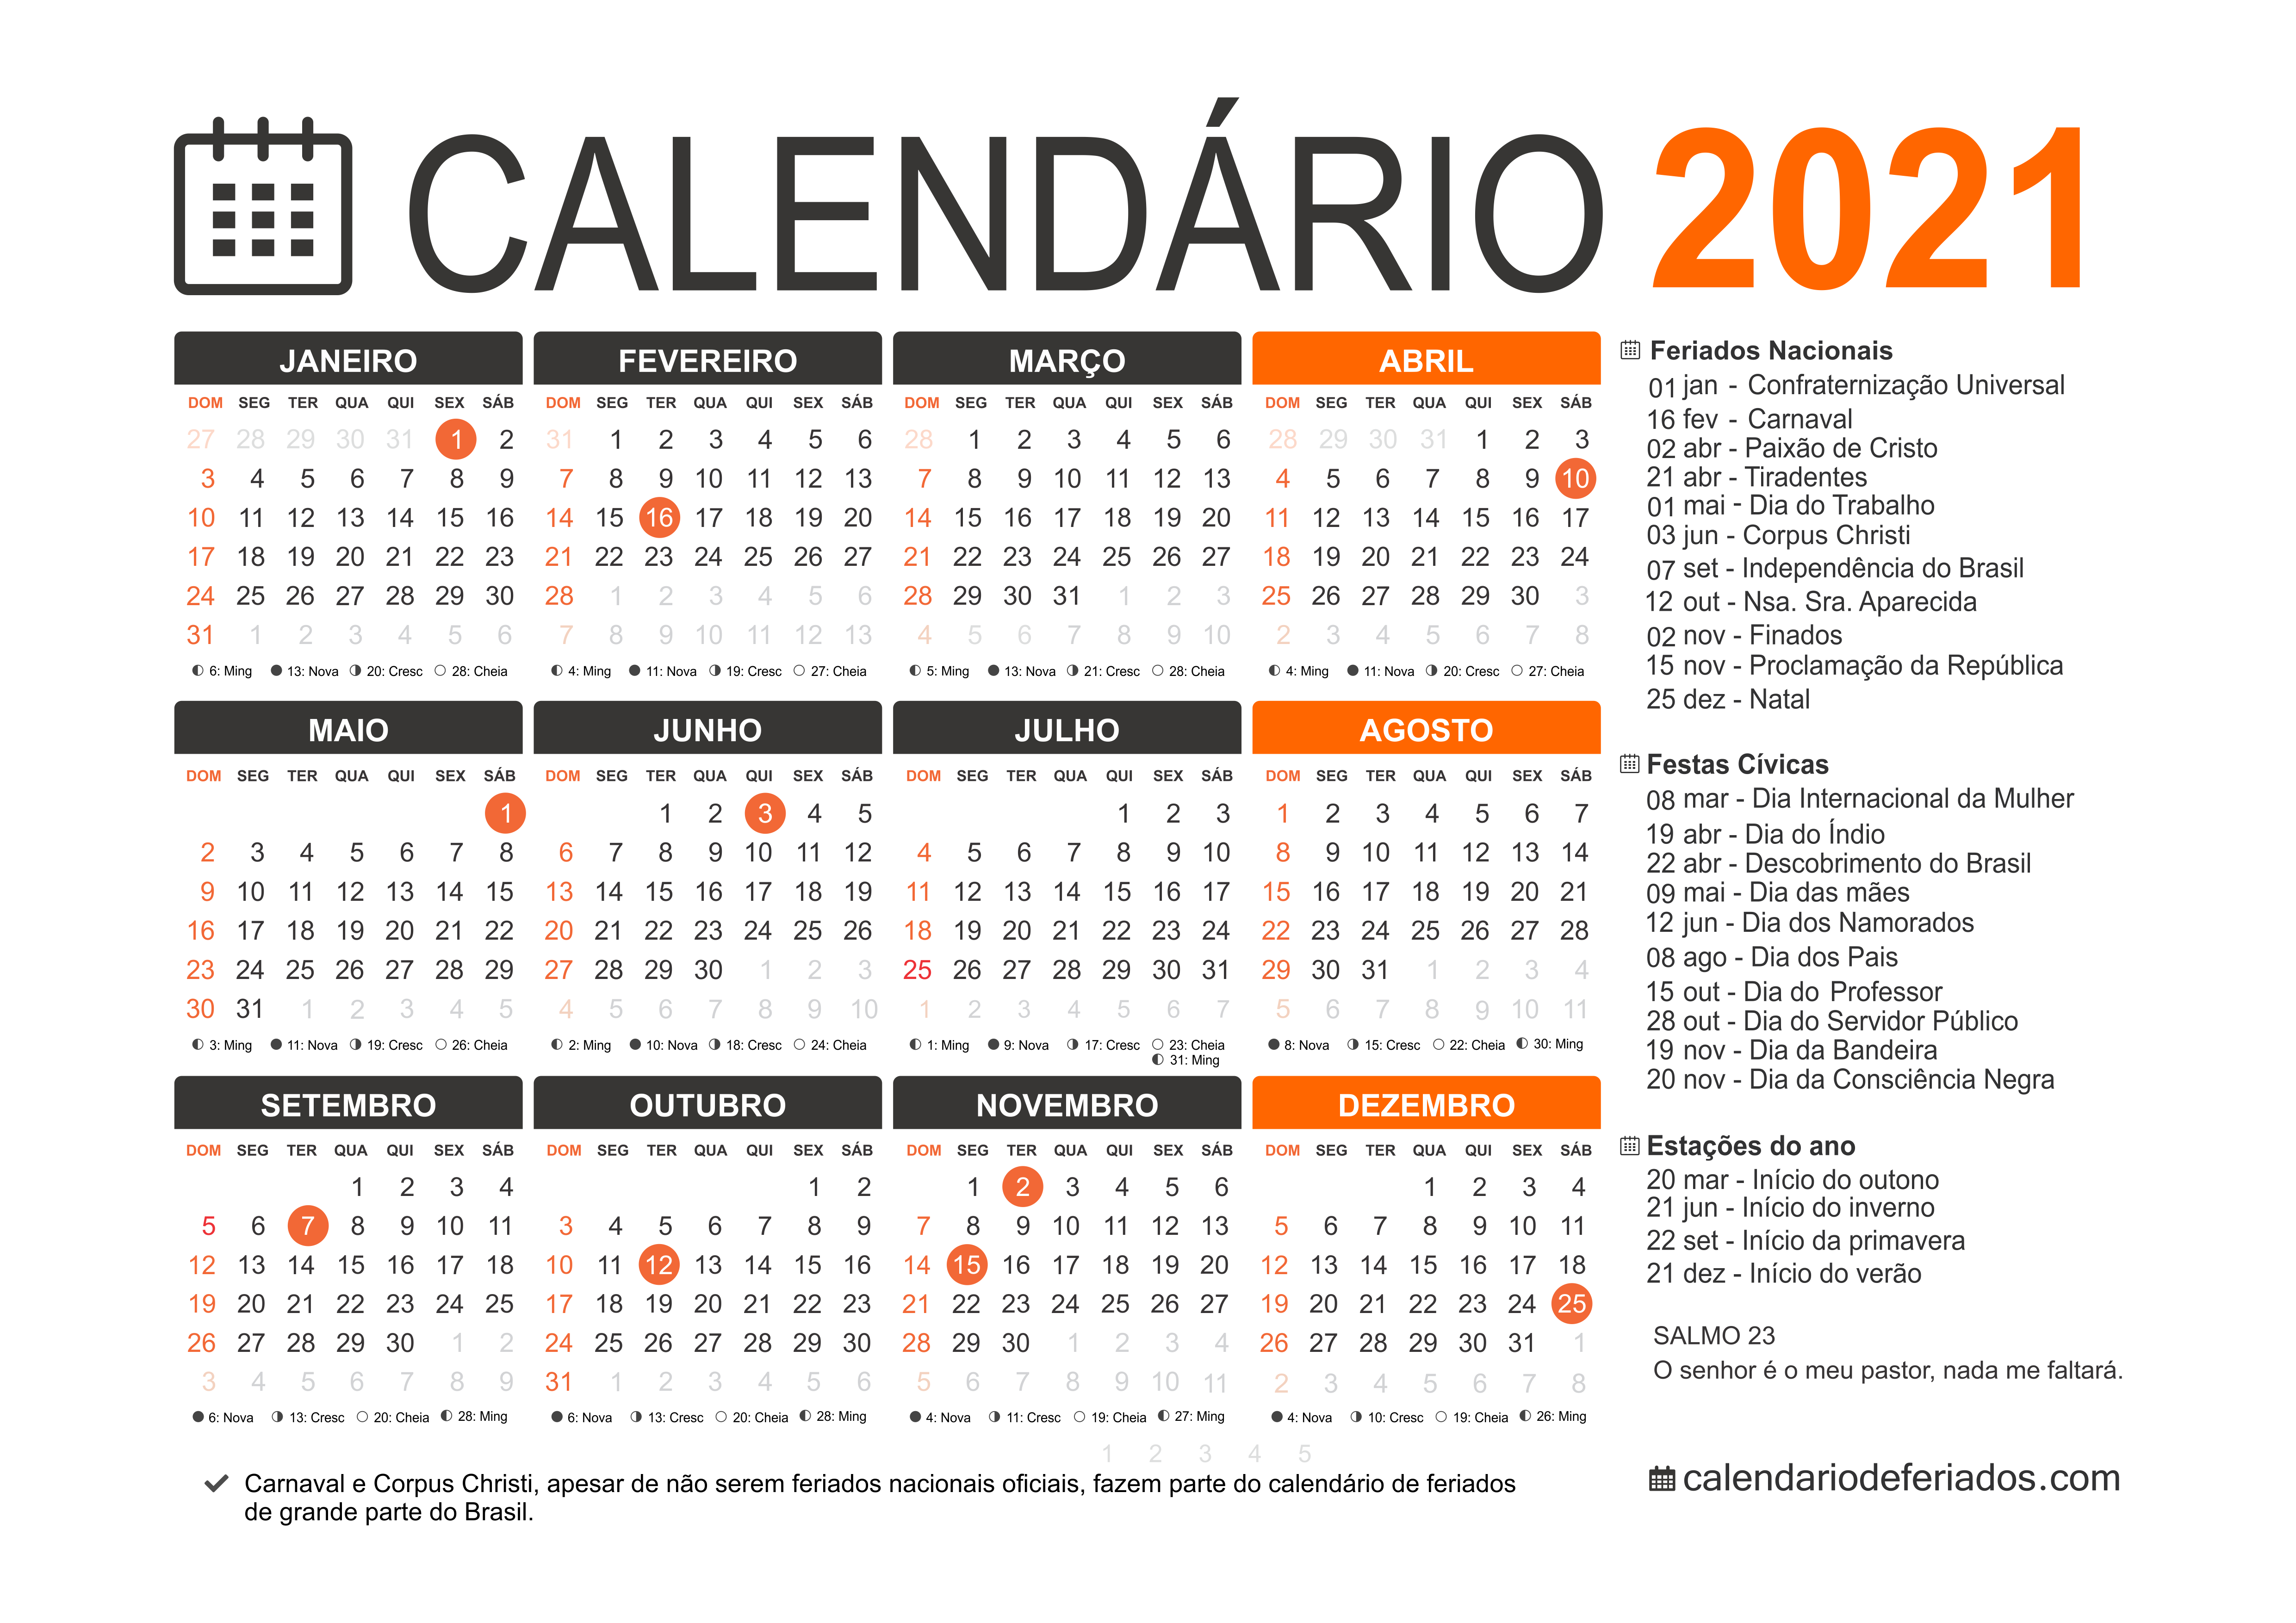 CALENDÁRIO 2021
JANEIRO
DOM SEG TER QUA QUI SEX SÁB
27 28 29 30 31 1 2
3 4 5 6 7 8 9
10 11 12 13 14 15 16
17 18 19 20 21 22 23
24 25 26 27 28 29 30
31 1 2 3 4 5 6
6: Ming 13: Nova 20: Cresc 28: Cheia
FEVEREIRO
DOM SEG TER QUA QUI SEX SÁB
31 1 2 3 4 5 6
7 8 9 10 11 12 13
14 15 16 17 18 19 20
21 22 23 24 25 26 27
28 1 2 3 4 5 6
7 8 9 10 11 12 13
4: Ming 11: Nova 19: Cresc 27: Cheia
MARÇO
DOM SEG TER QUA QUI SEX SÁB
28 1 2 3 4 5 6
7 8 9 10 11 12 13
14 15 16 17 18 19 20
21 22 23 24 25 26 27
28 29 30 31 1 2 3
4 5 6 7 8 9 10
5: Ming 13: Nova 21: Cresc 28: Cheia
ABRIL
DOM SEG TER QUA QUI SEX SÁB
28 29 30 31 1 2 3
4 5 6 7 8 9 10
11 12 13 14 15 16 17
18 19 20 21 22 23 24
25 26 27 28 29 30 3
2 3 4 5 6 7 8
4: Ming 11: Nova 20: Cresc 27: Cheia
MAIO
DOM SEG TER QUA QUI SEX SÁB
1
2 3 4 5 6 7 8
9 10 11 12 13 14 15
16 17 18 19 20 21 22
23 24 25 26 27 28 29
30 31 1 2 3 4 5
3: Ming 11: Nova 19: Cresc 26: Cheia
JUNHO
DOM SEG TER QUA QUI SEX SÁB
1 2 3 4 5
6 7 8 9 10 11 12
13 14 15 16 17 18 19
20 21 22 23 24 25 26
27 28 29 30 1 2 3
4 5 6 7 8 9 10
2: Ming 10: Nova 18: Cresc 24: Cheia
JULHO
DOM SEG TER QUA QUI SEX SÁB
1 2 3
4 5 6 7 8 9 10
11 12 13 14 15 16 17
18 19 20 21 22 23 24
25 26 27 28 29 30 31
1 2 3 4 5 6 7
1: Ming 9: Nova 17: Cresc 23: Cheia
31: Ming
AGOSTO
DOM SEG TER QUA QUI SEX SÁB
1 2 3 4 5 6 7
8 9 10 11 12 13 14
15 16 17 18 19 20 21
22 23 24 25 26 27 28
29 30 31 1 2 3 4
5 6 7 8 9 10 11
8: Nova 15: Cresc 22: Cheia 30: Ming
SETEMBRO
DOM SEG TER QUA QUI SEX SÁB
1 2 3 4
5 6 7 8 9 10 11
12 13 14 15 16 17 18
19 20 21 22 23 24 25
26 27 28 29 30 1 2
3 4 5 6 7 8 9
6: Nova 13: Cresc 20: Cheia 28: Ming
OUTUBRO
DOM SEG TER QUA QUI SEX SÁB
1 2
3 4 5 6 7 8 9
10 11 12 13 14 15 16
17 18 19 20 21 22 23
24 25 26 27 28 29 30
31 1 2 3 4 5 6
6: Nova 13: Cresc 20: Cheia 28: Ming
NOVEMBRO
DOM SEG TER QUA QUI SEX SÁB
1 2 3 4 5 6
7 8 9 10 11 12 13
14 15 16 17 18 19 20
21 22 23 24 25 26 27
28 29 30 1 2 3 4
5 6 7 8 9 10 11
4: Nova 11: Cresc 19: Cheia 27: Ming
DEZEMBRO
DOM SEG TER QUA QUI SEX SÁB
1 2 3 4
5 6 7 8 9 10 11
12 13 14 15 16 17 18
19 20 21 22 23 24 25
26 27 28 29 30 31 1
2 3 4 5 6 7 8
4: Nova 10: Cresc 19: Cheia 26: Ming
1 2 3 4 5
Carnaval e Corpus Christi, apesar de não serem feriados nacionais oficiais, fazem parte do calendário de feriados
de grande parte do Brasil.
Feriados Nacionais
01 jan - Confraternização Universal
16 fev - Carnaval
02 abr - Paixão de Cristo
21 abr - Tiradentes
01 mai - Dia do Trabalho
03 jun - Corpus Christi
07 set - Independência do Brasil
12 out - Nsa. Sra. Aparecida
02 nov - Finados
15 nov - Proclamação da República
25 dez - Natal
Festas Cívicas
08 mar - Dia Internacional da Mulher
19 abr - Dia do Índio
22 abr - Descobrimento do Brasil
09 mai - Dia das mães
12 jun - Dia dos Namorados
08 ago - Dia dos Pais
15 out - Dia do Professor
28 out - Dia do Servidor Público
19 nov - Dia da Bandeira
20 nov - Dia da Consciência Negra
Estações do ano
20 mar - Início do outono
21 jun - Início do inverno
22 set - Início da primavera
21 dez - Início do verão
SALMO 23
O senhor é o meu pastor, nada me faltará.
calendariodeferiados.com